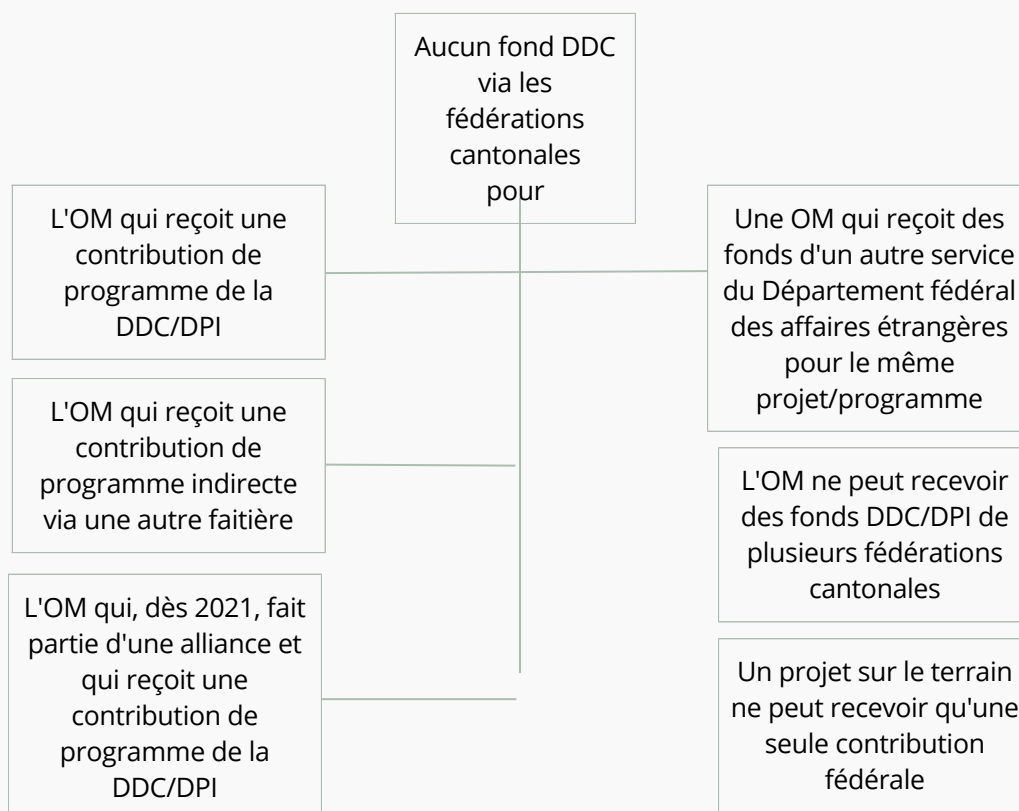 Aucun fond DDC
via les
fédérations
cantonales
pour
L'OM qui reçoit une
contribution de
programme de la
DDC/DPI
L'OM qui reçoit une
contribution de
programme indirecte
via une autre faitière
L'OM qui, dès 2021, fait
partie d'une alliance et
qui reçoit une
contribution de
programme de la
DDC/DPI
Une OM qui reçoit des
fonds d'un autre service
du Département fédéral
des affaires étrangères
pour le même
projet/programme
L'OM ne peut recevoir
des fonds DDC/DPI de
plusieurs fédérations
cantonales
Un projet sur le terrain
ne peut recevoir qu'une
seule contribution
fédérale